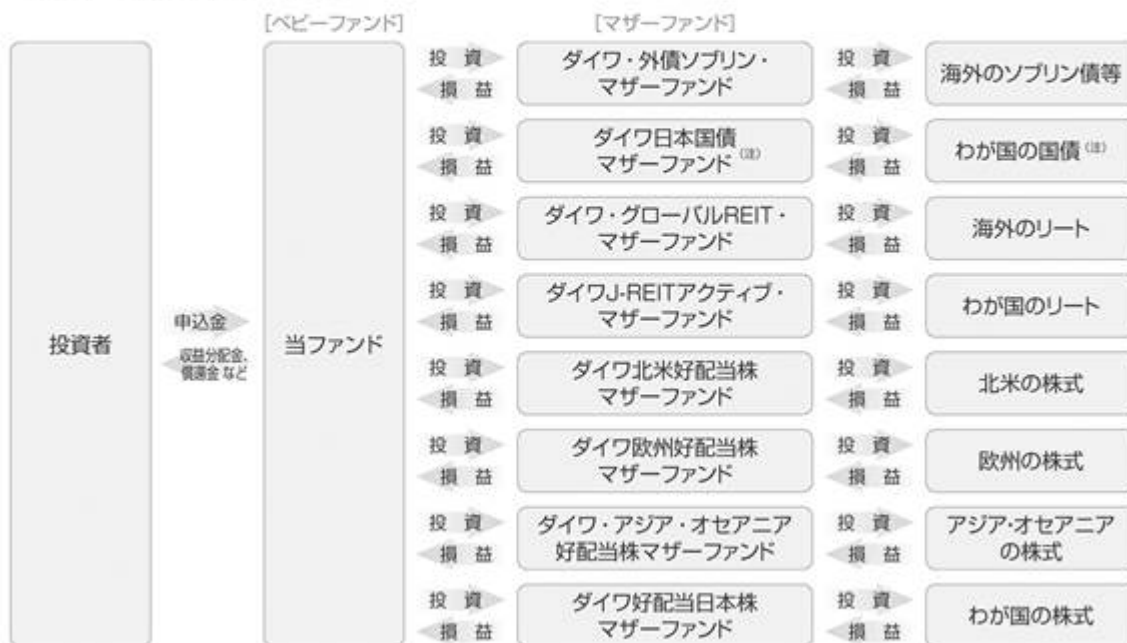 [ベビーファンド]
[マザーファンド]
投資者
申込金
収益分配金、
償還金 など
当ファンド
投 資
損 益
ダイワ・外債ソブリン・
マザーファンド
投 資
損 益
海外のソブリン債等
投 資
損 益
ダイワ日本国債
マザーファンド (注)
投 資
損 益
わが国の国債 (注)
投 資
損 益
ダイワ・グローバルREIT・
マザーファンド
投 資
損 益
海外のリート
投 資
損 益
ダイワJ-REITアクティブ・
マザーファンド
投 資
損 益
わが国のリート
投 資
損 益
ダイワ北米好配当株
マザーファンド
投 資
損 益
北米の株式
投 資
損 益
ダイワ欧州好配当株
マザーファンド
投 資
損 益
欧州の株式
投 資
損 益
ダイワ・アジア・オセアニア
好配当株マザーファンド
投 資
損 益
アジア・オセアニア
の株式
投 資
損 益
ダイワ好配当日本株
マザーファンド
投 資
損 益
わが国の株式